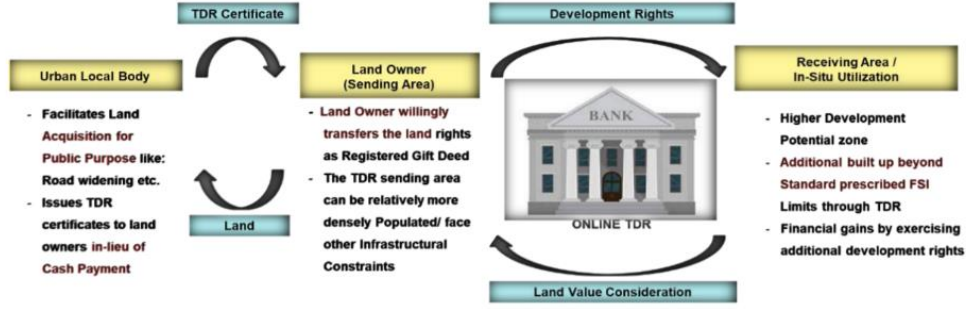 TDR Certificate
Development Rights
Urban Local Body
- Facilitates Land
Acquisition for
Public Purpose like:
Road widening etc.
- Issues TDR
certificates to land
owners in-lieu of
Cash Payment
Land
Land Owner
(Sending Area)
- Land Owner willingly
transfers the land rights
as Registered Gift Deed
- The TDR sending area
can be relatively more
densely Populated/ face
other Infrastructural
Constraints
BANK
ONLINE TDR
Land Value Consideration
Receiving Area /
In-Situ Utilization
- Higher Development
Potential zone
- Additional built up beyond
Standard prescribed FSI
Limits through TDR
- Financial gains by exercising
additional development rights